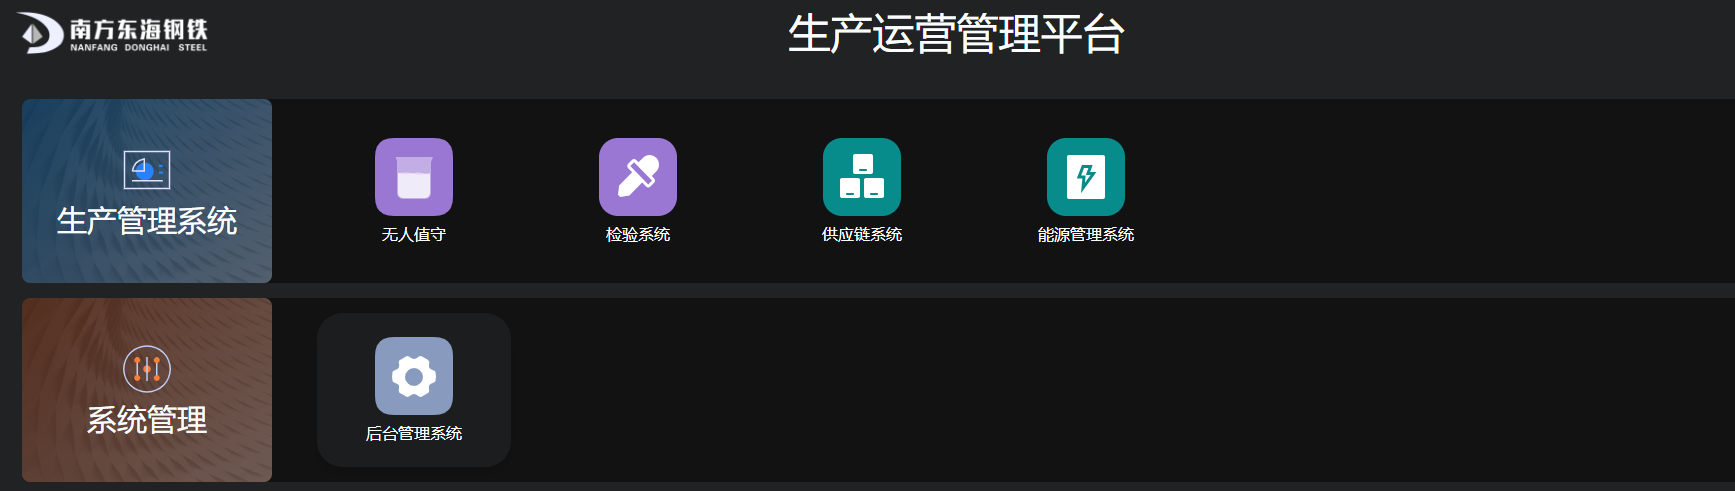 南方东海钢铁
NANFANG DONGHAI STEEL
生产运营管理平台
生产管理系统
无人值守
检验系统
供应链系统
能源管理系统
系统管理
后台管理系统